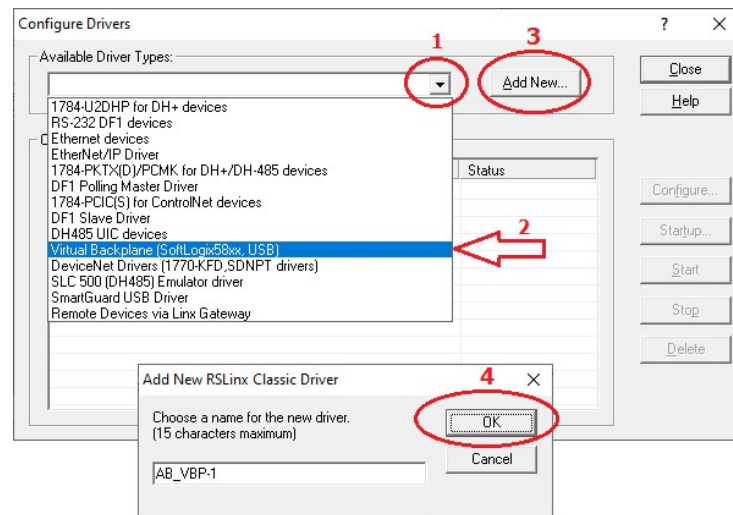 Configure Drivers
?
1
3
Available Driver Types:
Add New...
Close
Help
1784-U2DHP for DH+ devices
RS-232 DF1 devices
Ethernet devices
EtherNet/IP Driver
1784-PKTX(D)/PCMK for DH+/DH-485 devices
DF1 Polling Master Driver
1784-PCIC(S) for ControlNet devices
DF1 Slave Driver
DH485 UIC devices
Virtual Backplane (SoftLogix58xx, USB)
DeviceNet Drivers (1770-KFD,SDNPT drivers)
SLC 500 (DH485) Emulator driver
SmartGuard USB Driver
Remote Devices via Linx Gateway
Status
2
Configure...
Startup...
Start
Stop
Delete
Add New RSLinx Classic Driver
4
Choose a name for the new driver.
(15 characters maximum)
OK
Cancel
AB_VBP-1